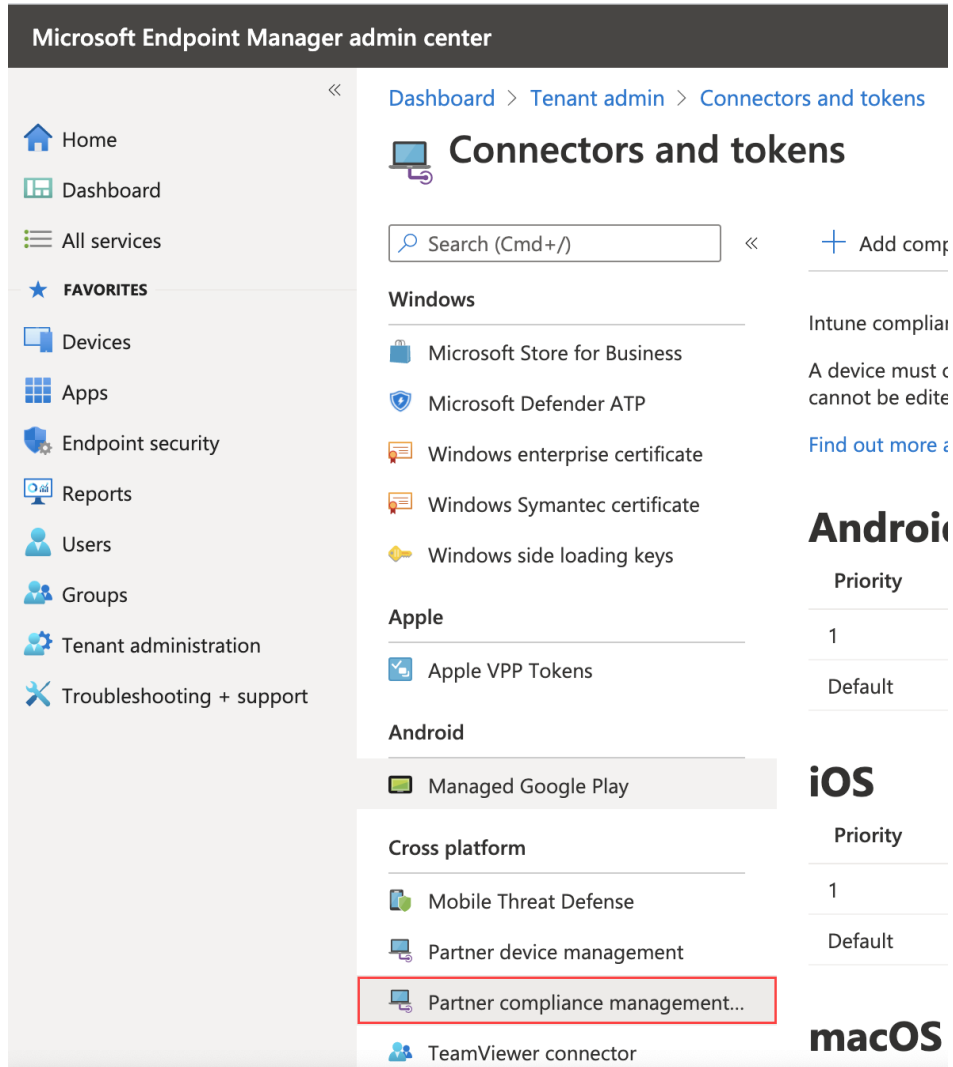 Microsoft Endpoint Manager admin center
Home
Dashboard
All services
FAVORITES
Devices
Apps
Endpoint security
Reports
Users
Groups
Tenant administration
Troubleshooting + support
Dashboard > Tenant admin > Connectors and tokens
Connectors and tokens
Search (Cmd+/)
Windows
Microsoft Store for Business
Microsoft Defender ATP
Windows enterprise certificate
Windows Symantec certificate
Windows side loading keys
Apple
Apple VPP Tokens
Android
Managed Google Play
Cross platform
Mobile Threat Defense
Partner device management
Partner compliance management...
TeamViewer connector
Add comp
Intune complian
A device must
cannot be edite
Find out more
Android
Priority
1
Default
iOS
Priority
1
Default
macOS